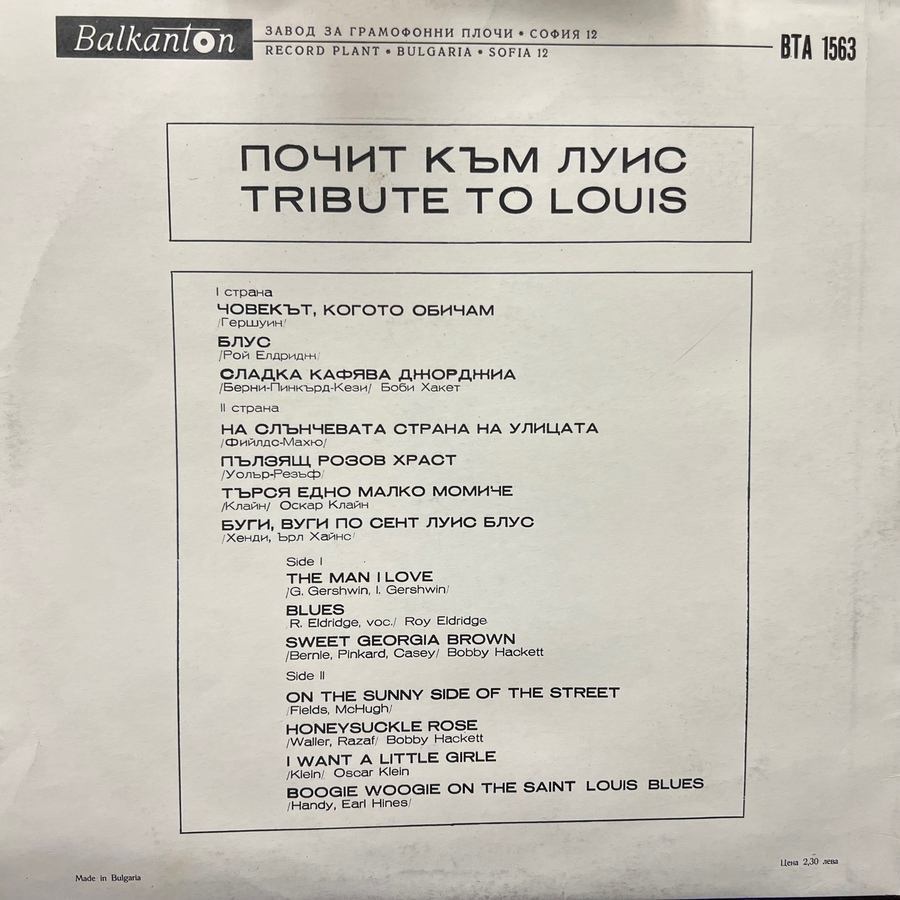 Balkanton
ЗАВОД ЗА ГРАМОФОННИ ПЛОЧИ • СОФИЯ 12
RECORD PLANT • BULGARIA • SOFIA 12
BTA 1563
ПОЧИТ КЪМ ЛУИС
TRIBUTE TO LOUIS
I страна
ЧОВЕКЪТ, КОГОТО ОБИЧАМ
/Гершуин/
БЛУС
/Рой Елдридж/
СЛАДКА КАФЯВА ДЖОРДЖИА
/Берни-Пинкърд-Кези/ Боби Хакет
II страна
НА СЛЪНЧЕВАТА СТРАНА НА УЛИЦАТА
/Фийлдс-Махю/
ПЪЛЗЯЩ РОЗОВ ХРАСТ
/Уолър-Резъф/
ТЪРСЯ ЕДНО МАЛКО МОМИЧЕ
/Клайн/ Оскар Клайн
БУГИ, ВУГИ ПО СЕНТ ЛУИС БЛУС
/Хенди, Ърл Хайнс/
Side I
THE MAN I LOVE
/G. Gershwin, I. Gershwin/
BLUES
R. Eldridge, voc./ Roy Eldridge
SWEET GEORGIA BROWN
/Bernie, Pinkard, Casey/ Bobby Hackett
Side II
ON THE SUNNY SIDE OF THE STREET
/Fields, McHugh/
HONEYSUCKLE ROSE
/Waller, Razaf/ Bobby Hackett
I WANT A LITTLE GIRLE
/Klein/ Oscar Klein
BOOGIE WOOGIE ON THE SAINT LOUIS BLUES
/Handy, Earl Hines/
Цена 2,30 лева
Made in Bulgaria